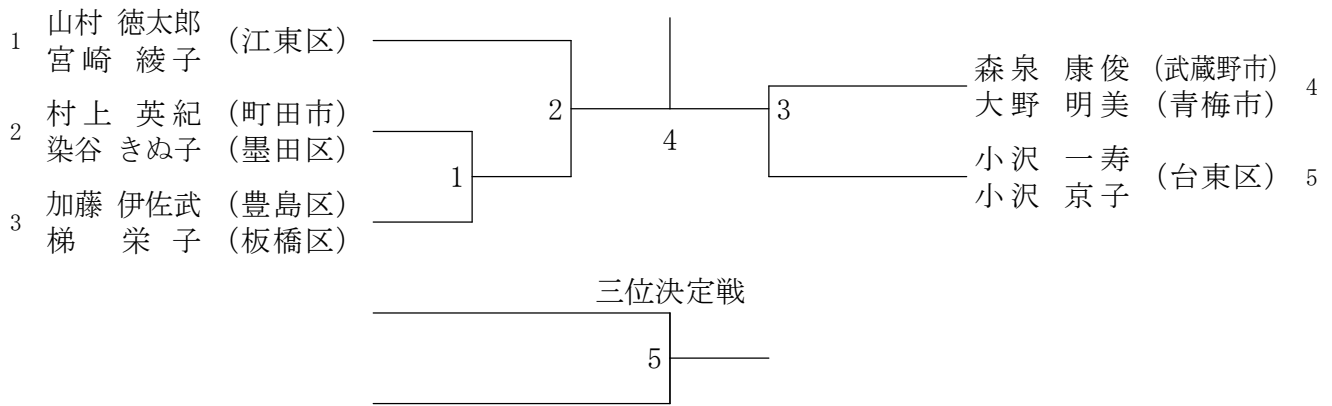 1 山村 徳太郎 (江東区)
宮崎 綾子
2 村上 英紀 (町田市)
染谷 きぬ子 (墨田区)
3 加藤 伊佐武 (豊島区)
梯 栄子 (板橋区)
1
2
4
3
森泉 康俊 (武蔵野市) 4
大野 明美 (青梅市)
小沢 一寿 (台東区) 5
小沢 京子
三位決定戦
5